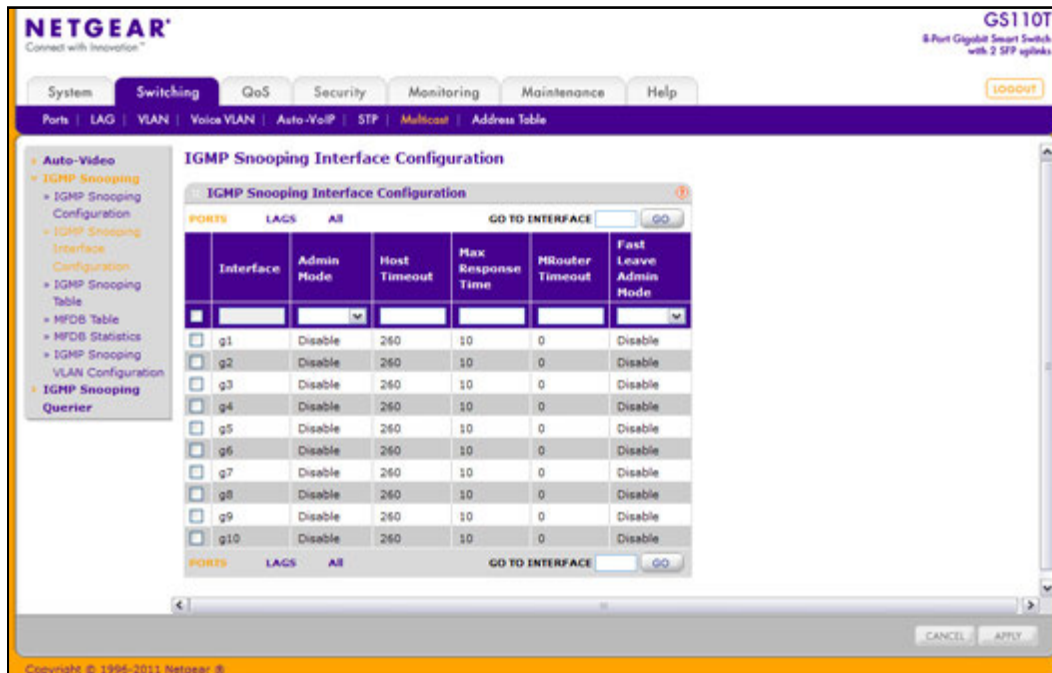 NETGEAR®
Connect with Innovation™
GS110T
8-Port Gigabit Smart Switch
with 2 SFP uplinks
System Switching QoS Security Monitoring Maintenance Help LOGOUT
Ports | LAG | VLAN | Voice VLAN | Auto-VoIP | STP | Multicast | Address Table
Auto-Video
IGMP Snooping
» IGMP Snooping
Configuration
» IGMP Snooping
Interface
Configuration
» IGMP Snooping
Table
» MFDB Table
» MFDB Statistics
» IGMP Snooping
VLAN Configuration
IGMP Snooping
Querier
IGMP Snooping Interface Configuration
IGMP Snooping Interface Configuration
PORTS LAGS All GO TO INTERFACE GO
Interface Admin Mode Host Timeout Max Response Time MRouter Timeout Fast Leave Admin Mode
g1 Disable 260 10 0 Disable
g2 Disable 260 10 0 Disable
g3 Disable 260 10 0 Disable
g4 Disable 260 10 0 Disable
g5 Disable 260 10 0 Disable
g6 Disable 260 10 0 Disable
g7 Disable 260 10 0 Disable
g8 Disable 260 10 0 Disable
g9 Disable 260 10 0 Disable
g10 Disable 260 10 0 Disable
PORTS LAGS All GO TO INTERFACE GO
CANCEL APPLY
Copyright © 1996-2011 Netgear ®